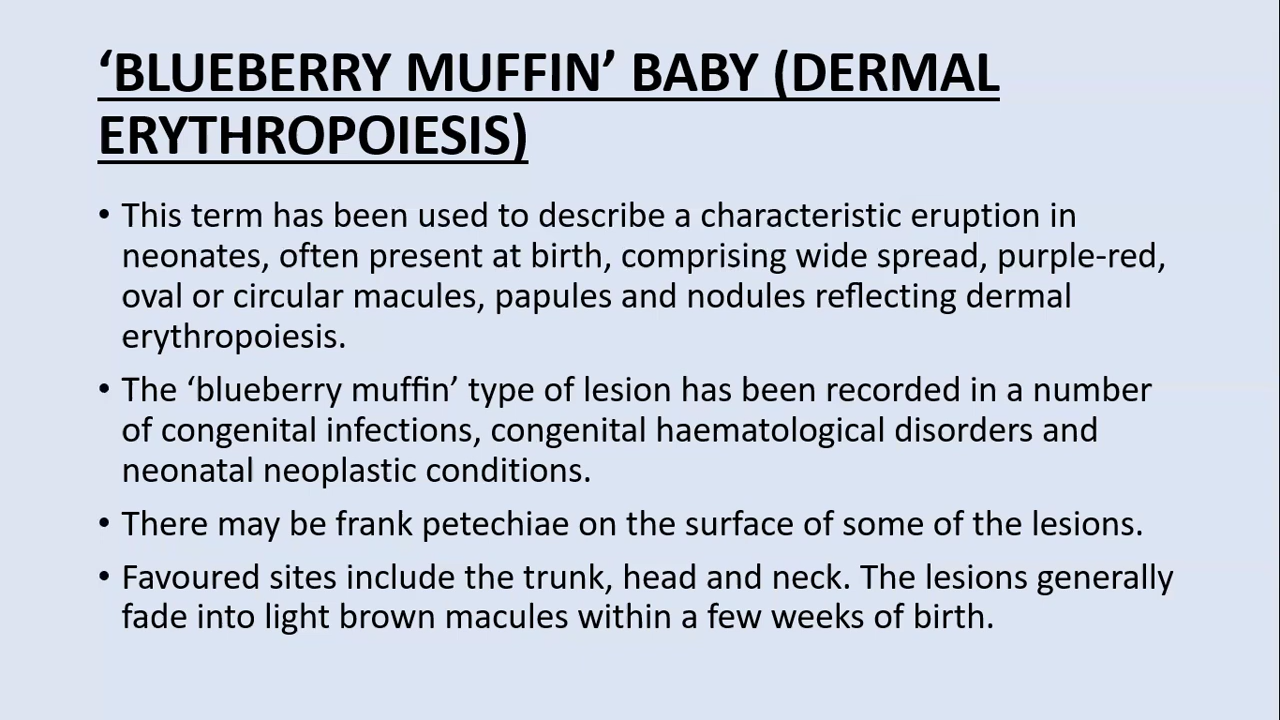 ‘BLUEBERRY MUFFIN’ BABY (DERMAL
ERYTHROPOIESIS)
• This term has been used to describe a characteristic eruption in
neonates, often present at birth, comprising wide spread, purple-red,
oval or circular macules, papules and nodules reflecting dermal
erythropoiesis.
• The ‘blueberry muffin’ type of lesion has been recorded in a number
of congenital infections, congenital haematological disorders and
neonatal neoplastic conditions.
• There may be frank petechiae on the surface of some of the lesions.
• Favoured sites include the trunk, head and neck. The lesions generally
fade into light brown macules within a few weeks of birth.